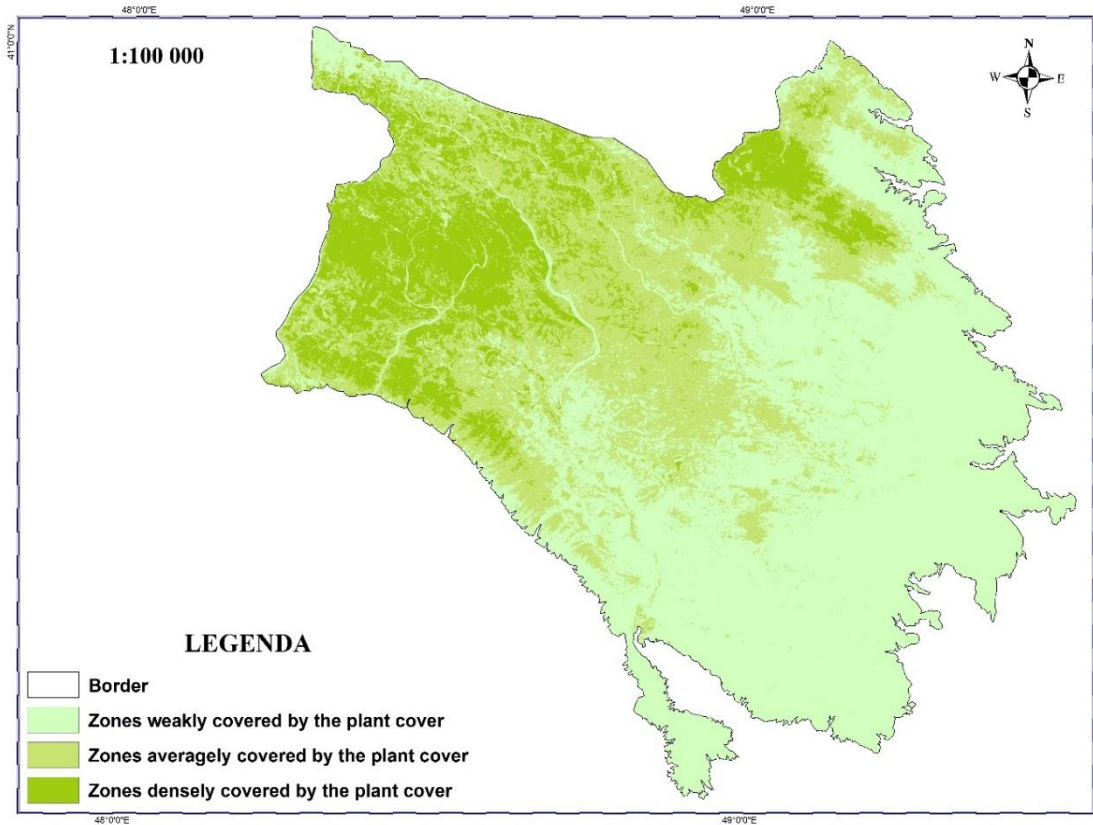 48°0'0"E
49°0'0"E
41°0'0"N
1:100 000
N
W
E
S
LEGENDA
Border
Zones weakly covered by the plant cover
Zones averagely covered by the plant cover
Zones densely covered by the plant cover
48°0'0"E
49°0'0"E